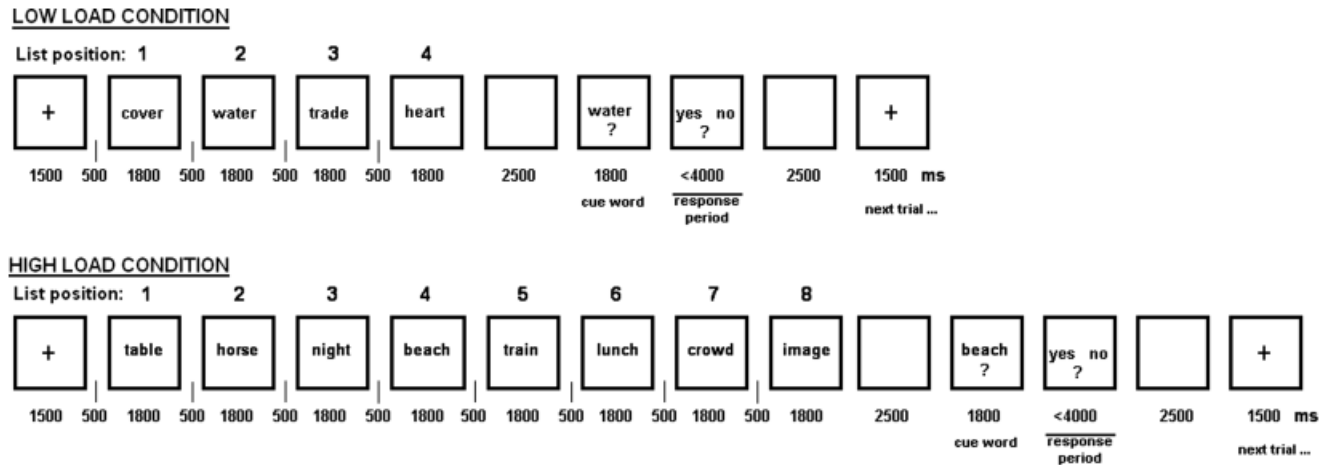 LOW LOAD CONDITION
List position: 1 2 3 4
+ cover water trade heart water yes no +
? ?
1500 500 1800 500 1800 500 1800 500 1800 2500 1800 <4000 2500 1500 ms
cue word response next trial ...
period
HIGH LOAD CONDITION
List position: 1 2 3 4 5 6 7 8
+ table horse night beach train lunch crowd image beach yes no +
? ?
1500 500 1800 500 1800 500 1800 500 1800 500 1800 500 1800 500 1800 500 1800 2500 1800 <4000 2500 1500 ms
cue word response next trial ...
period